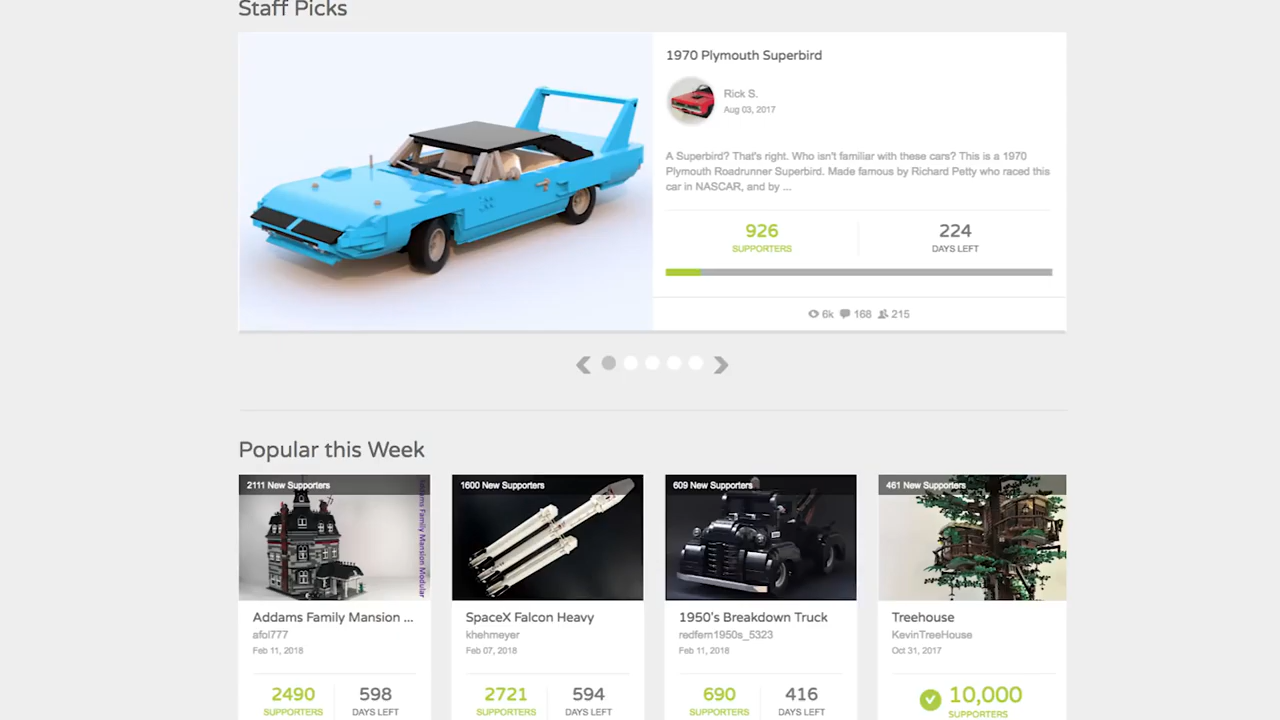 Staff Picks
1970 Plymouth Superbird
Rick S.
Aug 03, 2017
A Superbird? That's right. Who isn't familiar with these cars? This is a 1970
Plymouth Roadrunner Superbird. Made famous by Richard Petty who raced this
car in NASCAR, and by ...
926
SUPPORTERS
224
DAYS LEFT
6k 168 215
Popular this Week
2111 New Supporters
Addams Family Mansion Modular
Addams Family Mansion ...
afol777
Feb 11, 2018
2490
SUPPORTERS
598
DAYS LEFT
1600 New Supporters
SpaceX Falcon Heavy
khehmeyer
Feb 07, 2018
2721
SUPPORTERS
594
DAYS LEFT
609 New Supporters
1950's Breakdown Truck
redfern1950s_5323
Feb 11, 2018
690
SUPPORTERS
416
DAYS LEFT
461 New Supporters
Treehouse
KevinTreeHouse
Oct 31, 2017
10,000
SUPPORTERS